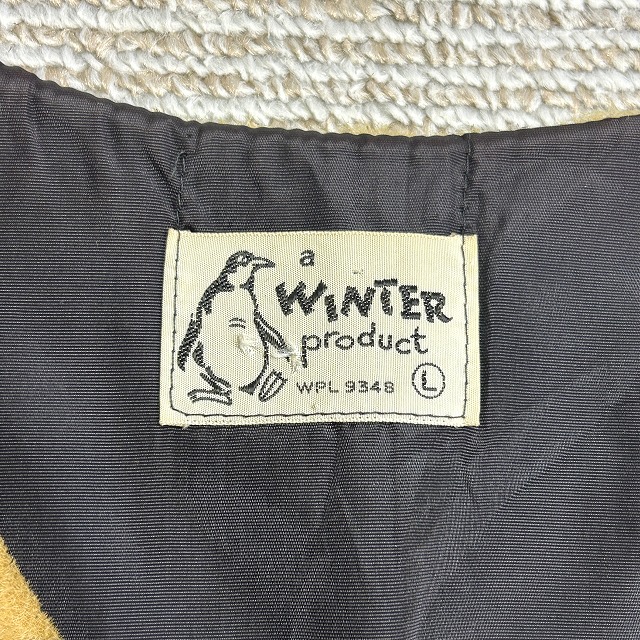 a
WINTER
product
WPL 9348 L